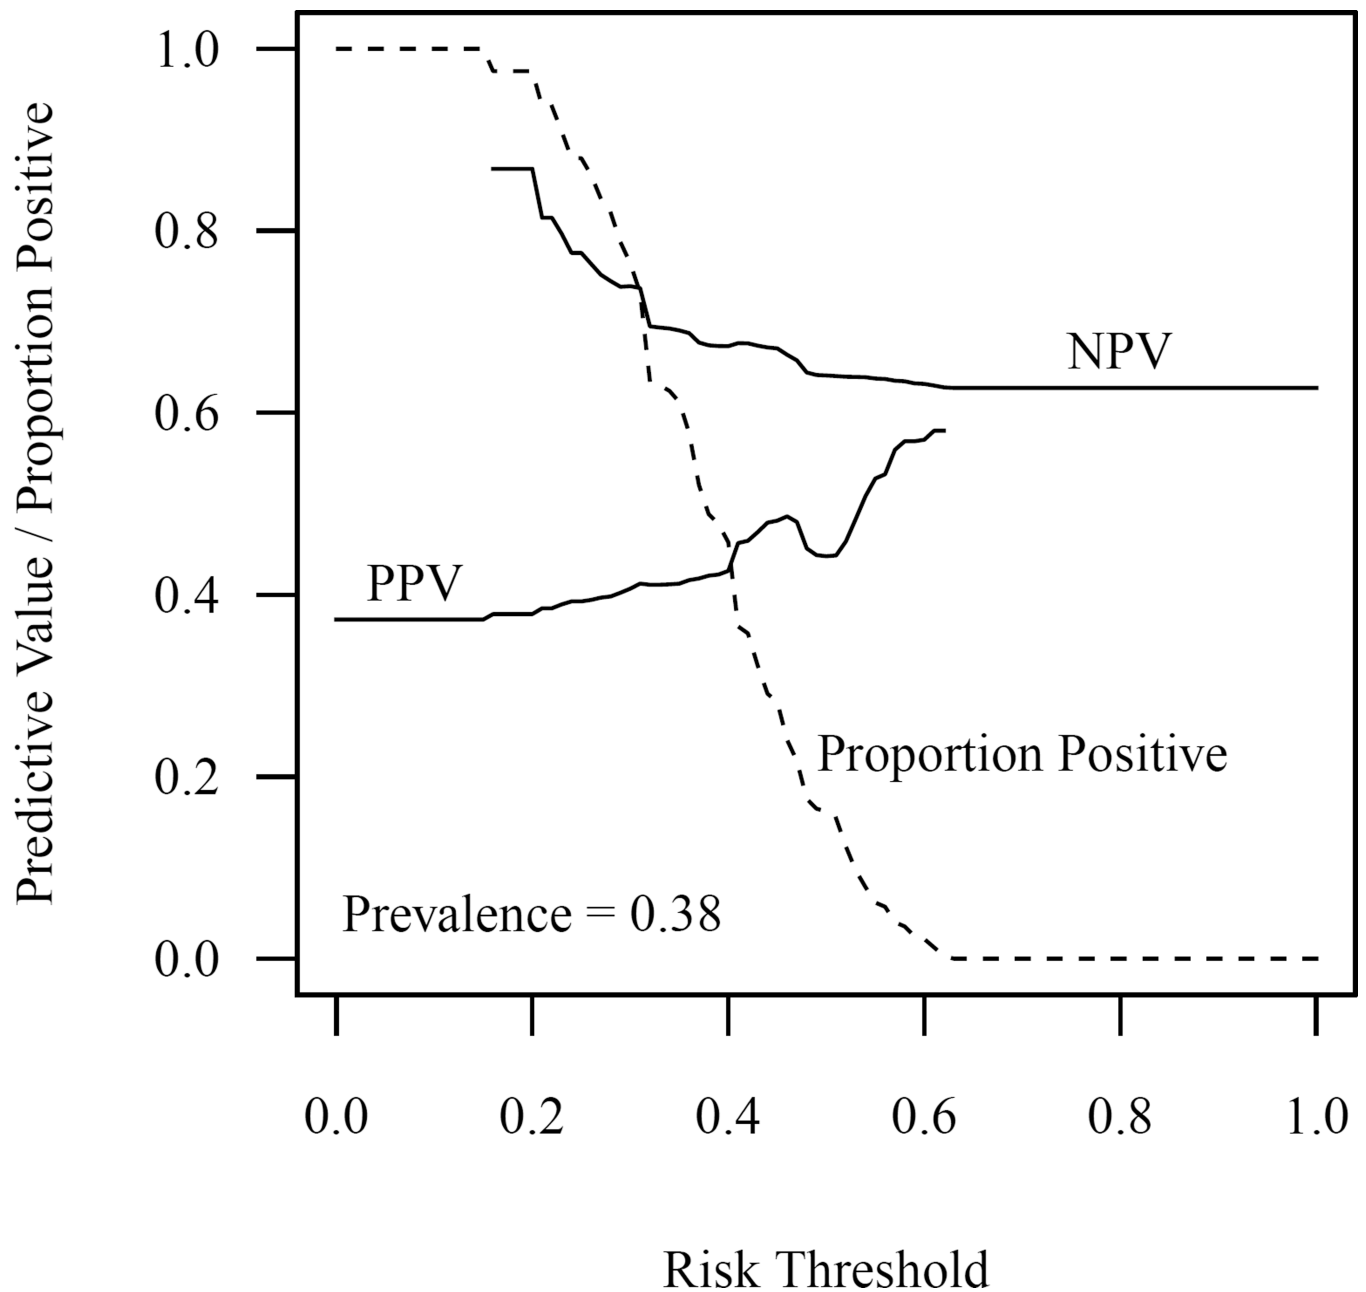 Predictive Value / Proportion Positive
1.0
0.8
0.6
0.4
0.2
0.0
NPV
PPV
Proportion Positive
Prevalence = 0.38
0.0 0.2 0.4 0.6 0.8 1.0
Risk Threshold